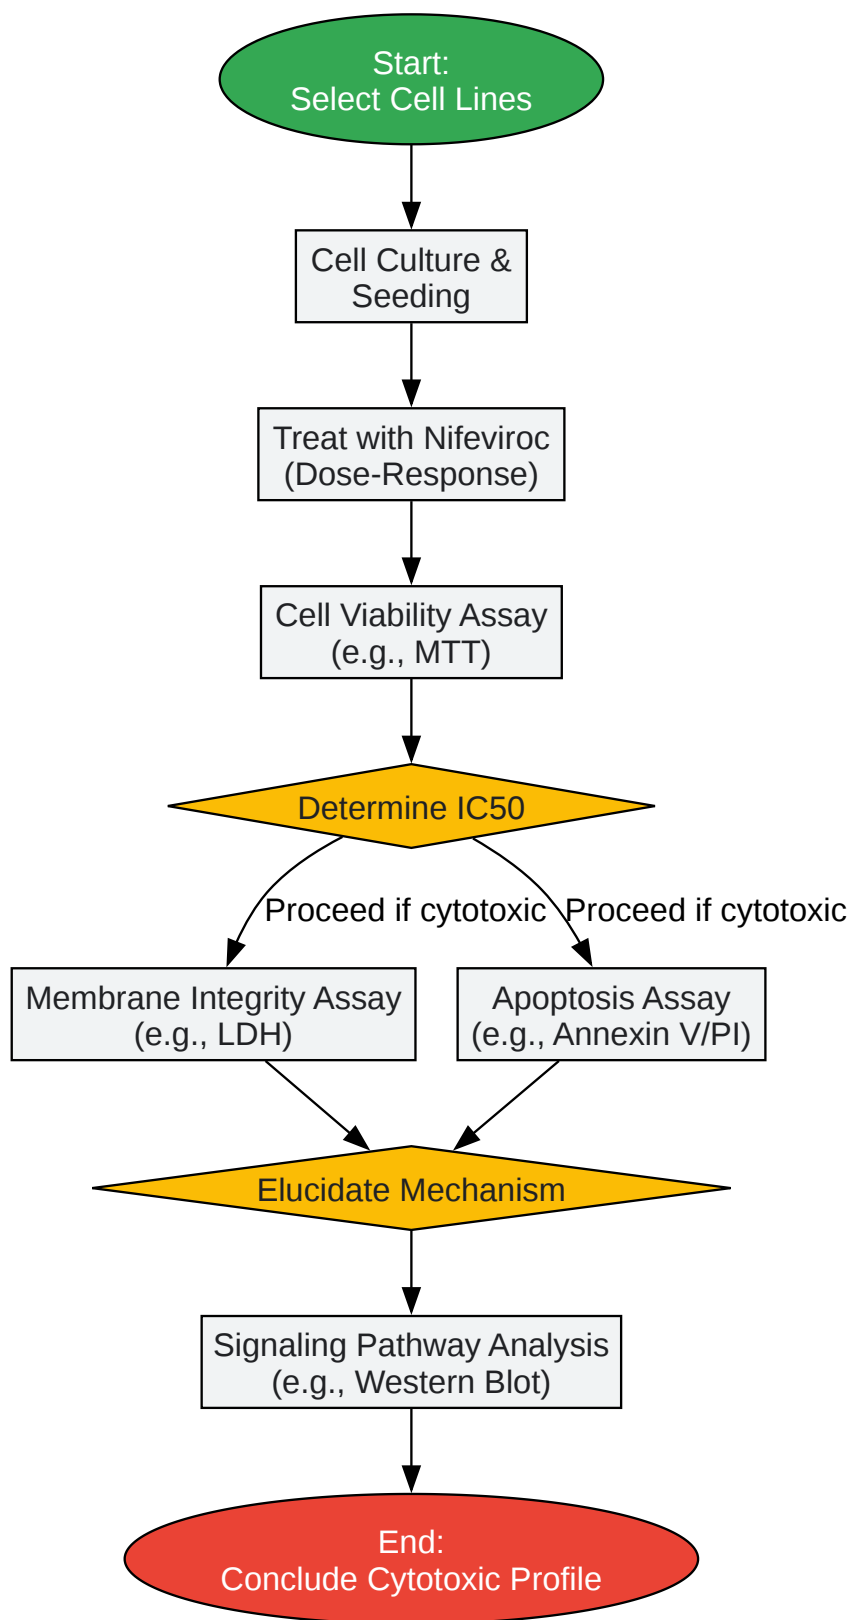 Start:
Select Cell Lines
Cell Culture &
Seeding
Treat with Nifeviroc
(Dose-Response)
Cell Viability Assay
(e.g., MTT)
Determine IC50
Proceed if cytotoxic
Proceed if cytotoxic
Membrane Integrity Assay
(e.g., LDH)
Apoptosis Assay
(e.g., Annexin V/PI)
Elucidate Mechanism
Signaling Pathway Analysis
(e.g., Western Blot)
End:
Conclude Cytotoxic Profile